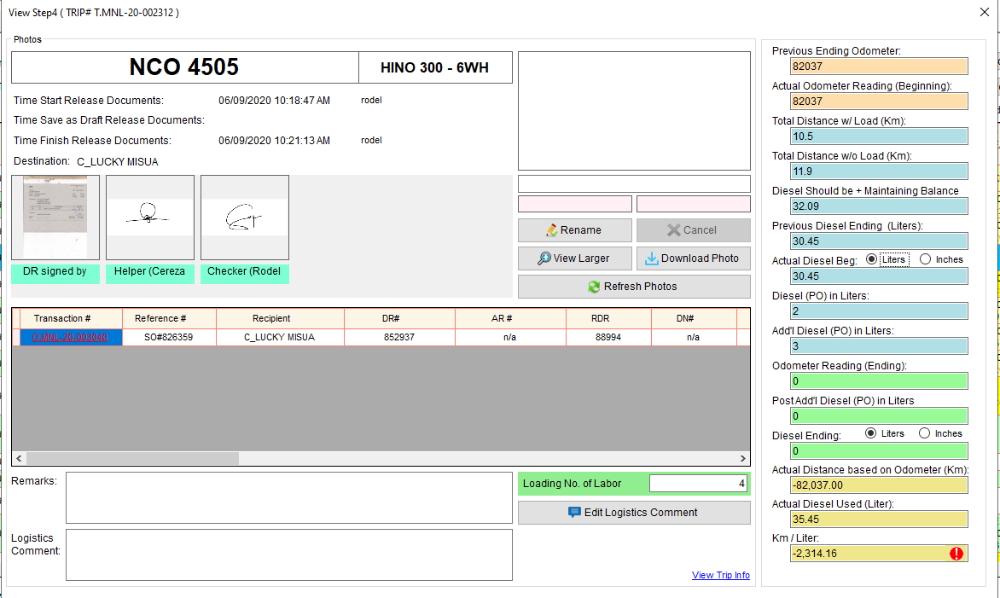 View Step4 ( TRIP# T.MNL-20-002312 )
Photos
NCO 4505
HINO 300 - 6WH
Time Start Release Documents: 06/09/2020 10:18:47 AM rodel
Time Save as Draft Release Documents:
Time Finish Release Documents: 06/09/2020 10:21:13 AM rodel
Destination: C_LUCKY MISUA
DR signed by
Helper (Cereza
Checker (Rodel
Rename
Cancel
View Larger
Download Photo
Refresh Photos
Transaction # Reference # Recipient DR# AR # RDR DN#
O.MNL-20-003040 SO#826359 C_LUCKY MISUA 852937 n/a 88994 n/a
Remarks:
Loading No. of Labor 4
Edit Logistics Comment
Logistics
Comment:
View Trip Info
Previous Ending Odometer:
82037
Actual Odometer Reading (Beginning):
82037
Total Distance w/ Load (Km):
10.5
Total Distance w/o Load (Km):
11.9
Diesel Should be + Maintaining Balance
32.09
Previous Diesel Ending (Liters):
30.45
Actual Diesel Beg: Liters Inches
30.45
Diesel (PO) in Liters:
2
Add'l Diesel (PO) in Liters:
3
Odometer Reading (Ending):
0
Post Add'l Diesel (PO) in Liters
0
Diesel Ending: Liters Inches
0
Actual Distance based on Odometer (Km):
-82,037.00
Actual Diesel Used (Liter):
35.45
Km / Liter:
-2,314.16